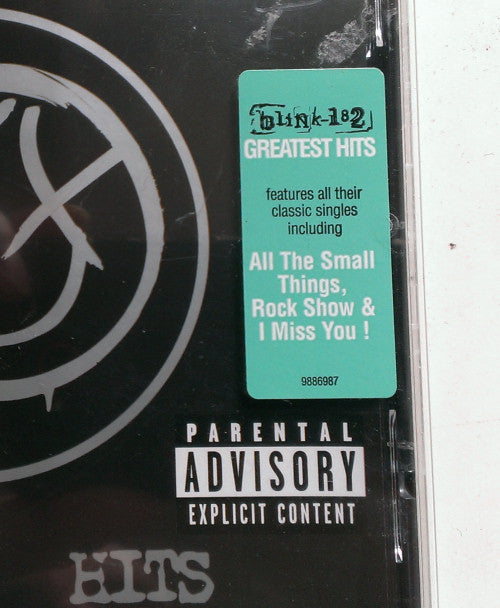 blink-182
GREATEST HITS
features all their
classic singles
including
All The Small
Things,
Rock Show &
I Miss You !
9886987
PARENTAL
ADVISORY
EXPLICIT CONTENT
HITS